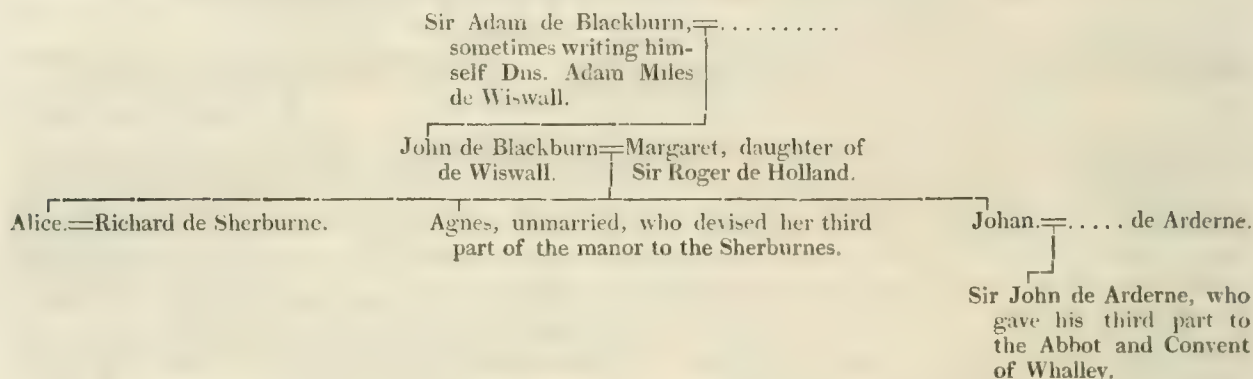 Sir Adam de Blackburn,=..........
sometimes writing him-
self Dns. Adam Miles
de Wiswall.
John de Blackburn=Margaret, daughter of
de Wiswall. Sir Roger de Holland.
Alice.=Richard de Sherburne. Agnes, unmarried, who devised her third Johan.=..... de Arderne.
part of the manor to the Sherburnes.
Sir John de Arderne, who
gave his third part to
the Abbot and Convent
of Whalley.